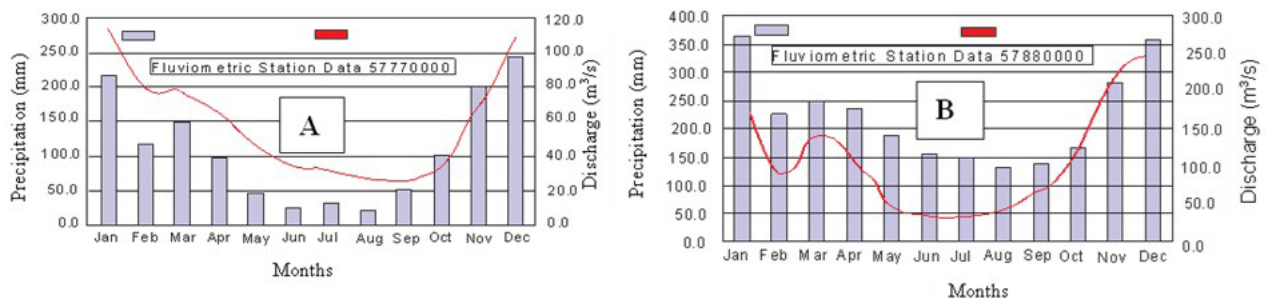 300.0
250.0
200.0
150.0
100.0
50.0
0.0
Precipitation (mm)
Fluviometric Station Data 57770000
A
120.0
100.0
80.00
60.00
40.00
20.0
0.0
Discharge (m³/s)
Jan Feb Mar Apr May Jun Jul Aug Sep Oct Nov Dec
Months
400.0
350.0
300.0
250.0
200.0
150.0
100.0
50.0
0.0
Precipitation (mm)
Fluviometric Station Data 57880000
B
300.0
250.0
200.0
150.0
100.0
50.0
0.0
Discharge (m³/s)
Jan Feb Mar Apr May Jun Jul Aug Sep Oct Nov Dec
Months